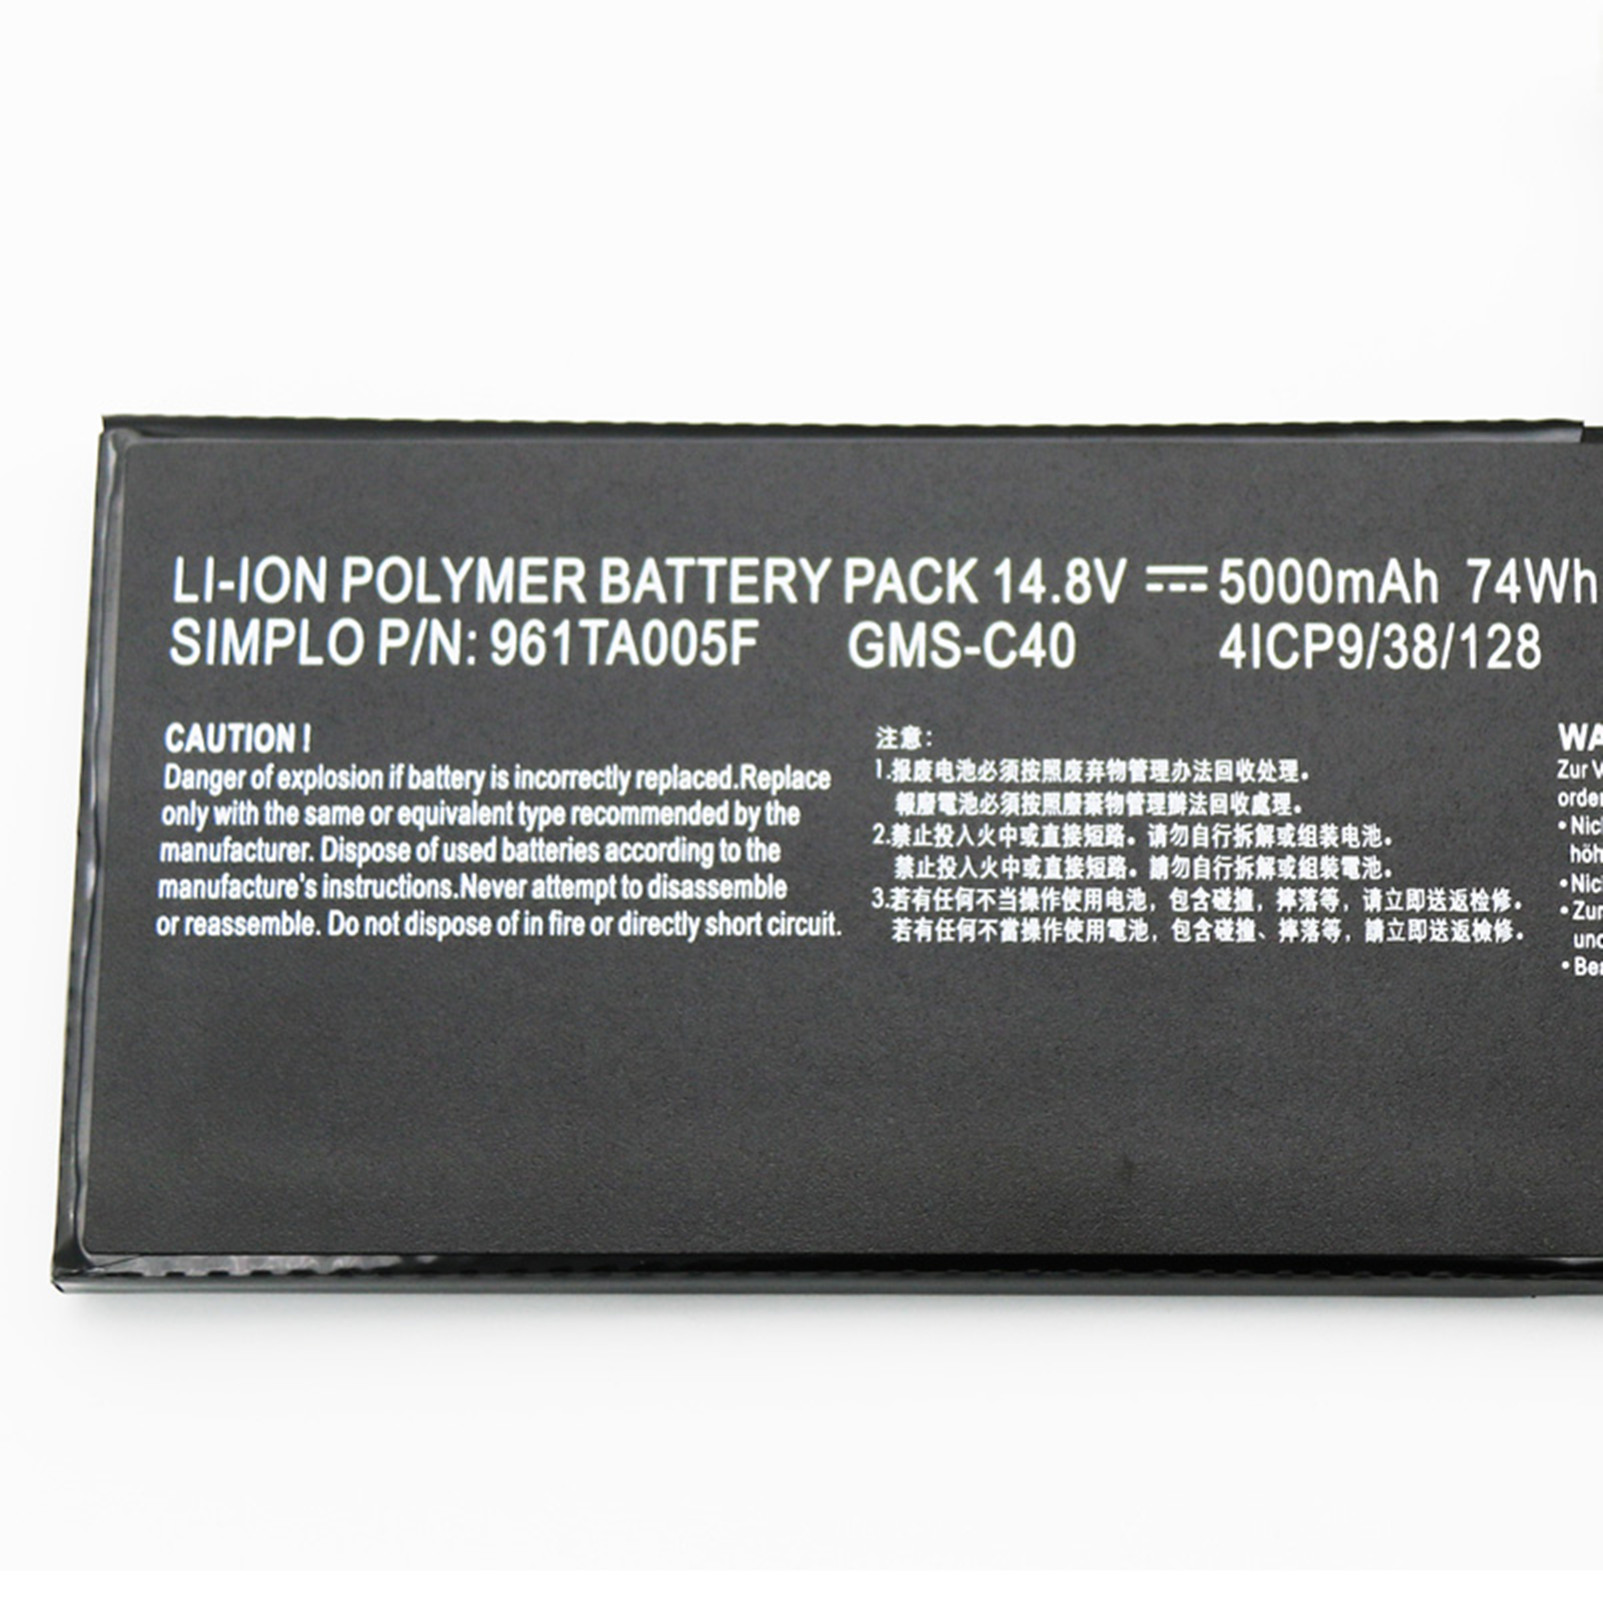 LI-ION POLYMER BATTERY PACK 14.8V ⎓ 5000mAh 74Wh
SIMPLO P/N: 961TA005F GMS-C40 4ICP9/38/128
CAUTION !
Danger of explosion if battery is incorrectly replaced.Replace
only with the same or equivalent type recommended by the
manufacturer. Dispose of used batteries according to the
manufacture's instructions.Never attempt to disassemble
or reassemble. Do not dispose of in fire or directly short circuit.
注意:
1.报废电池必须按照废弃物管理办法回收处理。
報廢電池必須按照廢棄物管理辦法回收處理。
2.禁止投入火中或直接短路。请勿自行拆解或组装电池。
禁止投入火中或直接短路。請勿自行拆解或組裝電池。
3.若有任何不当操作使用电池，包含碰撞，摔落等，请立即送返检修。
若有任何不當操作使用電池，包含碰撞、摔落等，請立即送返檢修。
WA
Zur V
order
• Nic
höh
• Nic
• Zur
und
• Bea